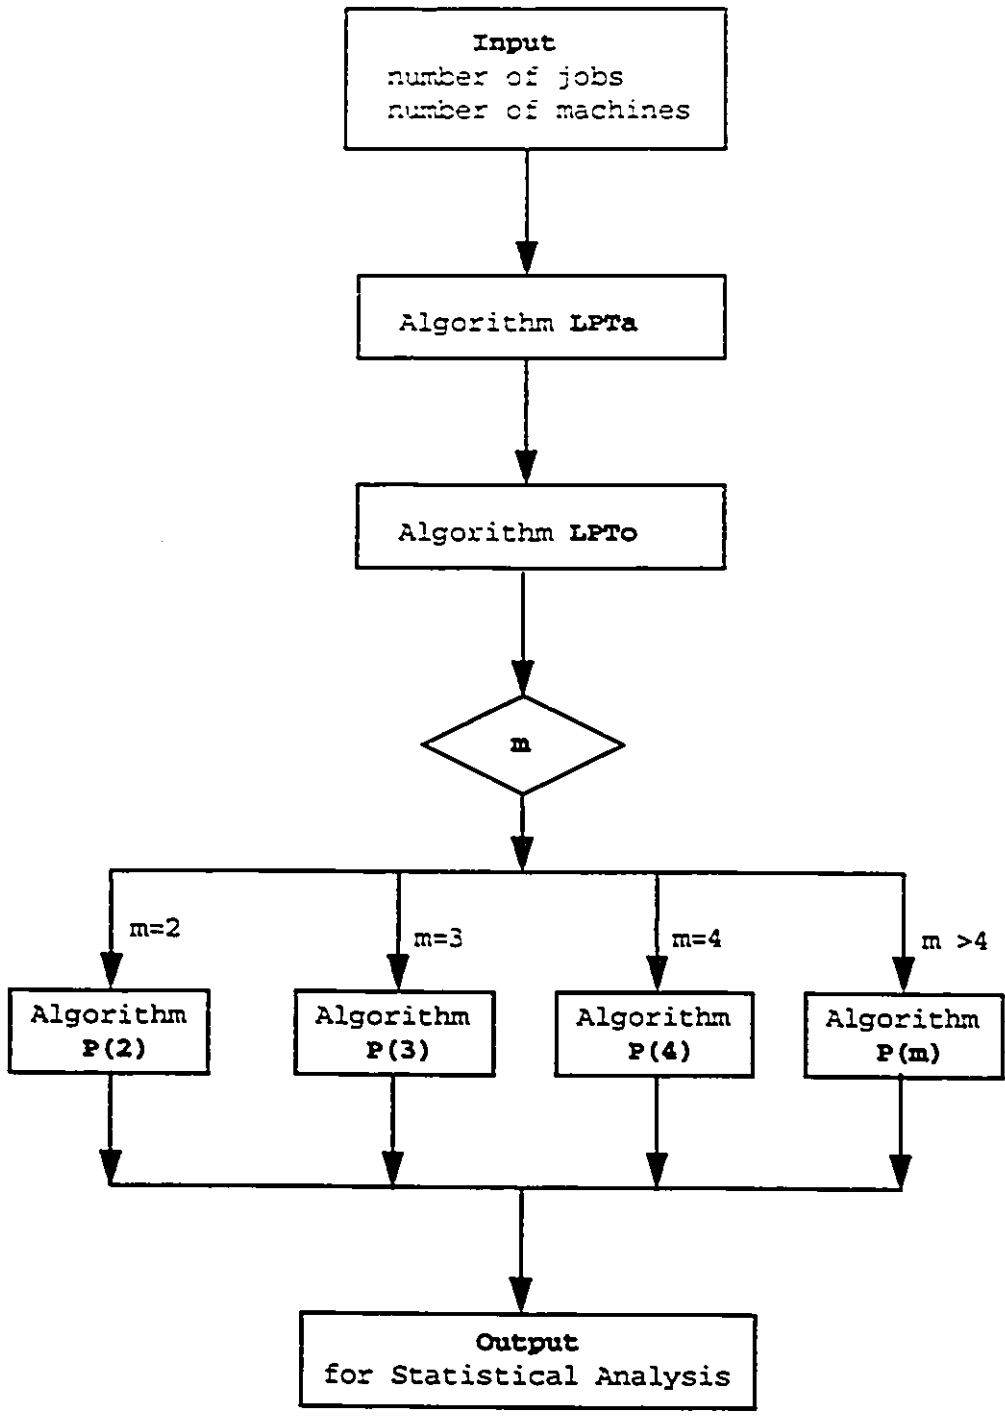 Input
number of jobs
number of machines
Algorithm LPTa
Algorithm LPTo
m
m=2
m=3
m=4
m >4
Algorithm
P(2)
Algorithm
P(3)
Algorithm
P(4)
Algorithm
P(m)
Output
for Statistical Analysis